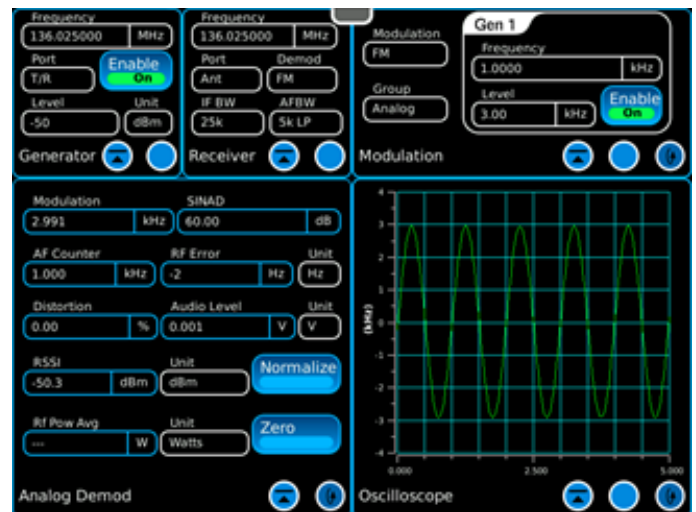 Frequency
136.025000 MHz
Port
T/R
Enable
On
Level Unit
-50 dBm
Generator
Frequency
136.025000 MHz
Port Demod
Ant FM
IF BW AFBW
25k 5k LP
Receiver
Modulation
FM
Group
Analog
Gen 1
Frequency
1.0000 kHz
Level
3.00 kHz
Enable
On
Modulation
Modulation SINAD
2.991 kHz 60.00 dB
AF Counter RF Error Unit
1.000 kHz -2 Hz Hz
Distortion Audio Level Unit
0.00 % 0.001 V V
RSSI Unit
-50.3 dBm dBm
Normalize
Rf Pow Avg Unit
--- W Watts
Zero
Analog Demod
4
3
2
1
0
-1
-2
-3
-4
(kHz)
0.000 2.500 5.000
Oscilloscope